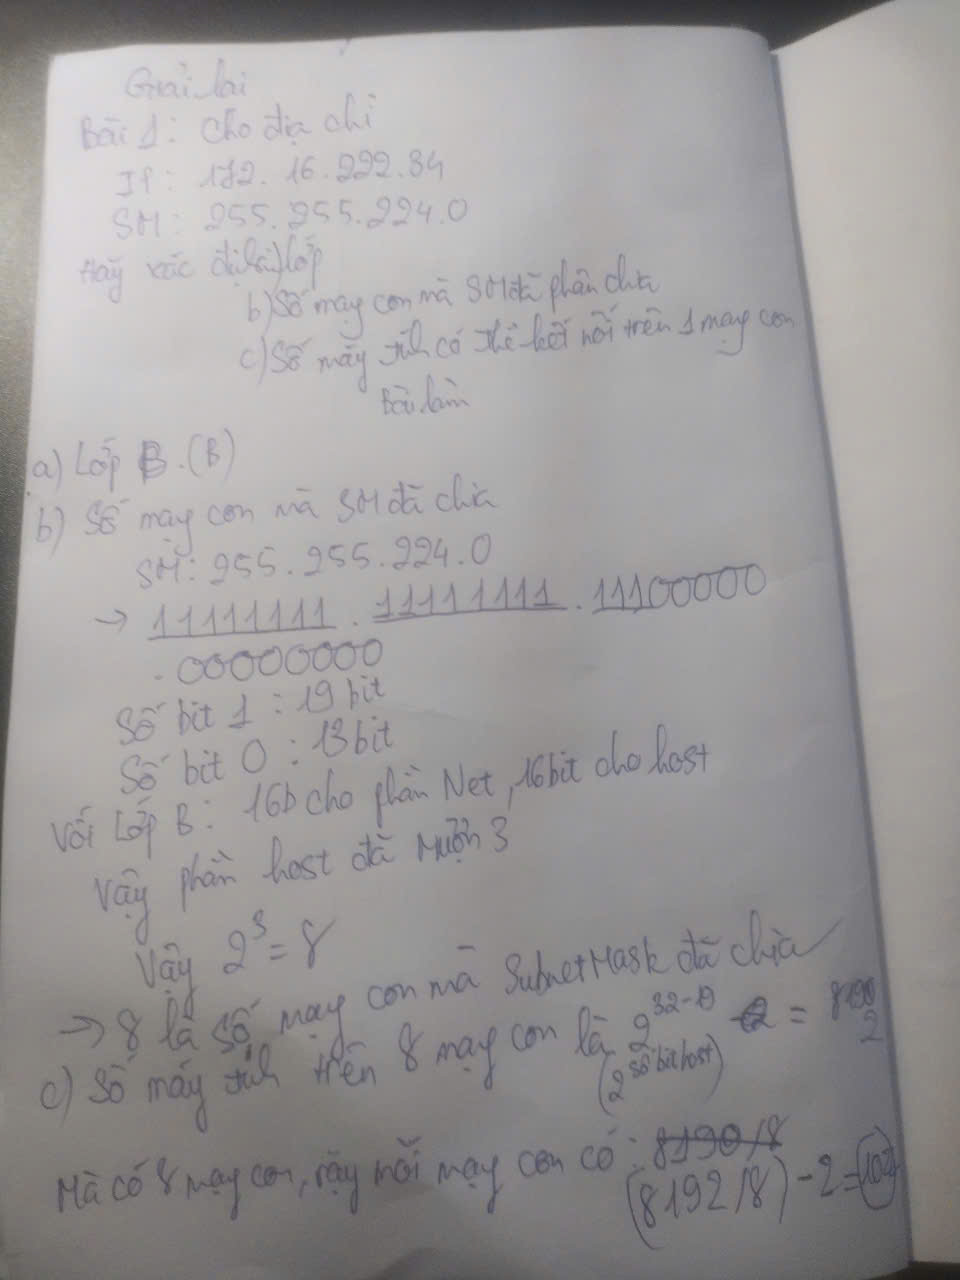 Giải lại
Bài 1: Cho địa chỉ
IP: 172.16.222.34
SM: 255.255.224.0
Hãy xác định a) Lớp
b) Số mạng con mà SM đã phân chia
c) Số máy tính có thể kết nối trên 1 mạng con
Bài làm
a) Lớp B. (B)
b) Số mạng con mà SM đã chia
SM: 255.255.224.0
→ 11111111.11111111.11100000
.00000000
Số bit 1: 19 bit
Số bit 0: 13 bit
Với Lớp B: 16b cho phần Net, 16bit cho host
Vậy phần host đã mượn 3
Vậy 2³ = 8
→ 8 là số mạng con mà SubnetMask đã chia
c) Số máy tính trên 8 mạng con là 2^32-19 = 8192
(2^số bit host)
Mà có 8 mạng con, vậy mỗi mạng con có: 8190/8
(8192/8) - 2 =